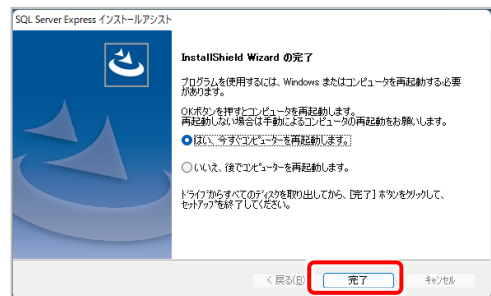 SQL Server Express インストールアシスト
InstallShield Wizard の完了
プログラムを使用するには、Windows またはコンピュータを再起動する必要
があります。
OKボタンを押すとコンピュータを再起動します。
再起動しない場合は手動によるコンピュータの再起動をお願いします。
はい、今すぐコンピューターを再起動します。
いいえ、後でコンピューターを再起動します。
ドライブからすべてのディスクを取り出してから、[完了] ボタンをクリックして、
セットアップを終了してください。
< 戻る(B)
完了
キャンセル